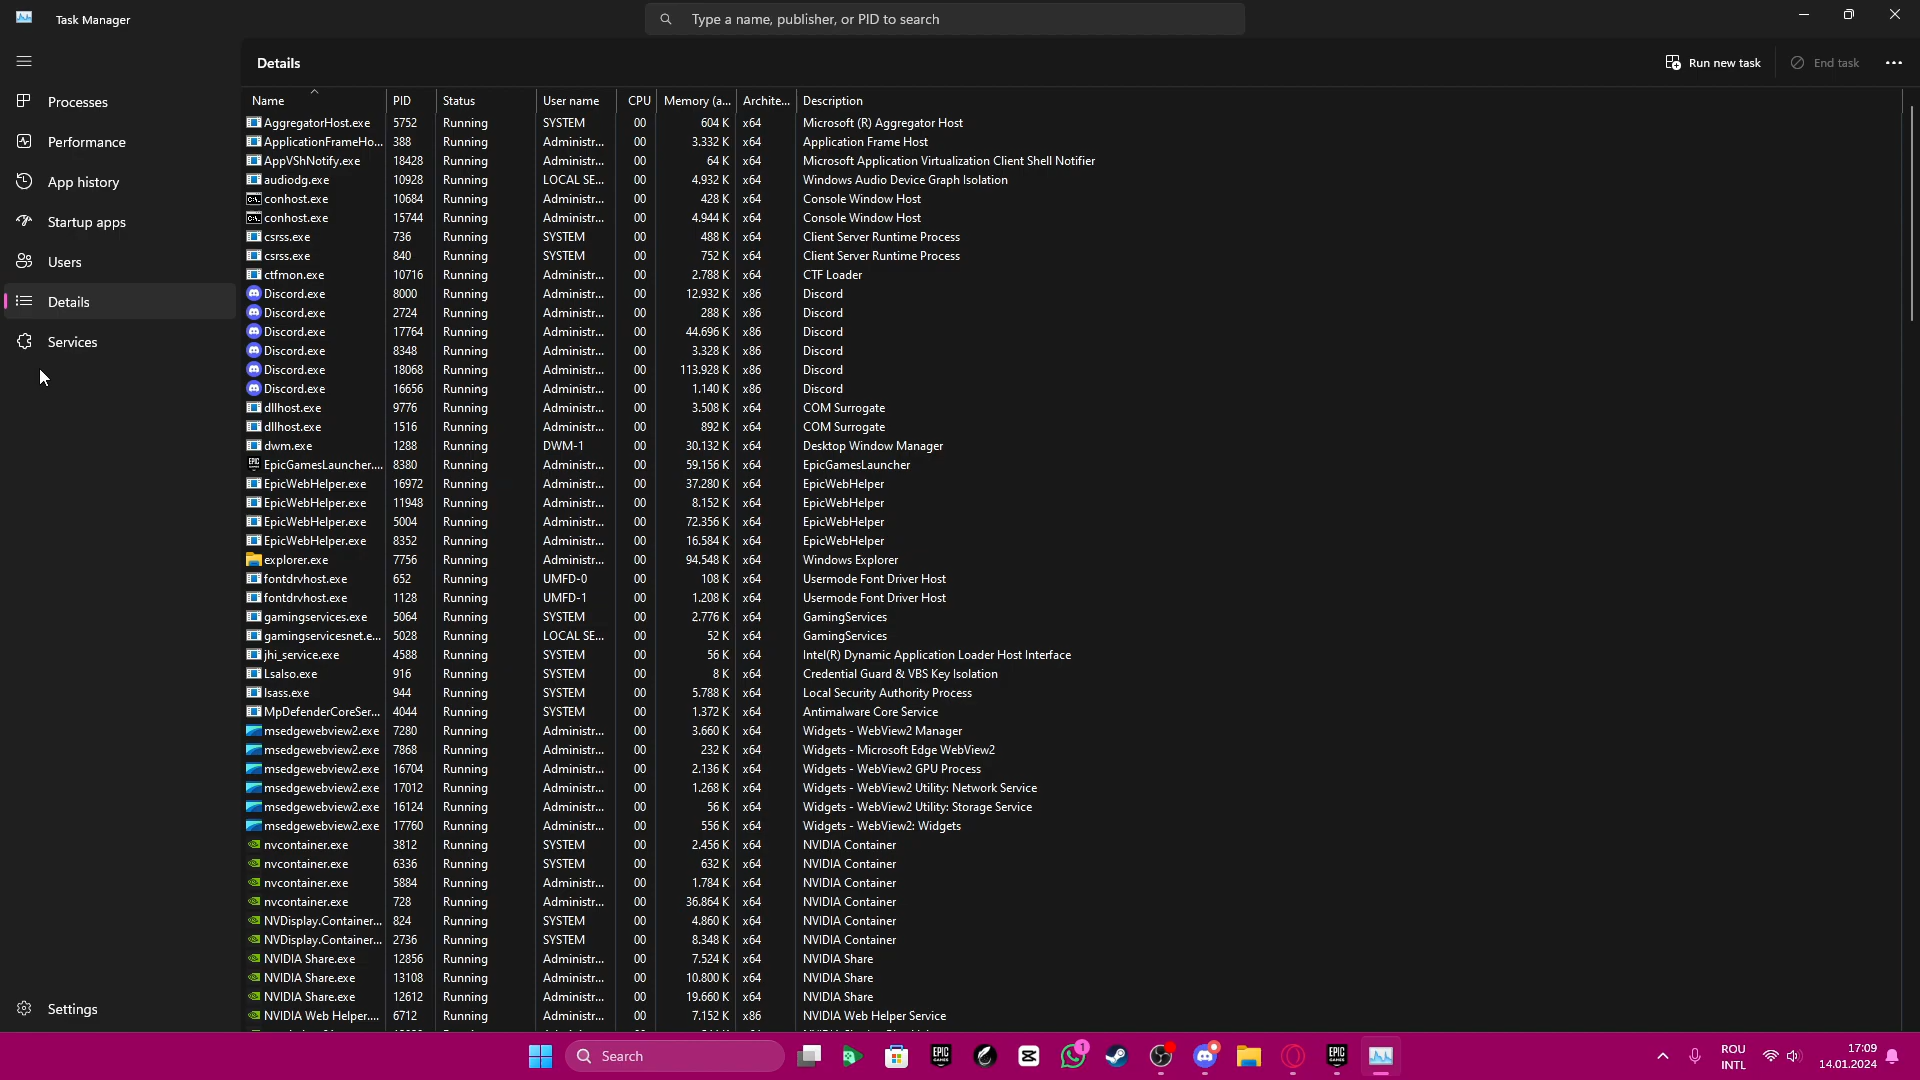 Task Manager
Type a name, publisher, or PID to search
Details
Run new task
End task
Processes
Performance
App history
Startup apps
Users
Details
Services
Settings
Name PID Status User name CPU Memory (a... Archite... Description
AggregatorHost.exe 5752 Running SYSTEM 00 604 K x64 Microsoft (R) Aggregator Host
ApplicationFrameHo... 388 Running Administr... 00 3.332 K x64 Application Frame Host
AppVShNotify.exe 18428 Running Administr... 00 64 K x64 Microsoft Application Virtualization Client Shell Notifier
audiodg.exe 10928 Running LOCAL SE... 00 4.932 K x64 Windows Audio Device Graph Isolation
conhost.exe 10684 Running Administr... 00 428 K x64 Console Window Host
conhost.exe 15744 Running Administr... 00 4.944 K x64 Console Window Host
csrss.exe 736 Running SYSTEM 00 488 K x64 Client Server Runtime Process
csrss.exe 840 Running SYSTEM 00 752 K x64 Client Server Runtime Process
ctfmon.exe 10716 Running Administr... 00 2.788 K x64 CTF Loader
Discord.exe 8000 Running Administr... 00 12.932 K x86 Discord
Discord.exe 2724 Running Administr... 00 288 K x86 Discord
Discord.exe 17764 Running Administr... 00 44.696 K x86 Discord
Discord.exe 8348 Running Administr... 00 3.328 K x86 Discord
Discord.exe 18068 Running Administr... 00 113.928 K x86 Discord
Discord.exe 16656 Running Administr... 00 1.140 K x86 Discord
dllhost.exe 9776 Running Administr... 00 3.508 K x64 COM Surrogate
dllhost.exe 1516 Running Administr... 00 892 K x64 COM Surrogate
dwm.exe 1288 Running DWM-1 00 30.132 K x64 Desktop Window Manager
EpicGamesLauncher.... 8380 Running Administr... 00 59.156 K x64 EpicGamesLauncher
EpicWebHelper.exe 16972 Running Administr... 00 37.280 K x64 EpicWebHelper
EpicWebHelper.exe 11948 Running Administr... 00 8.152 K x64 EpicWebHelper
EpicWebHelper.exe 5004 Running Administr... 00 72.356 K x64 EpicWebHelper
EpicWebHelper.exe 8352 Running Administr... 00 16.584 K x64 EpicWebHelper
explorer.exe 7756 Running Administr... 00 94.548 K x64 Windows Explorer
fontdrvhost.exe 652 Running UMFD-0 00 108 K x64 Usermode Font Driver Host
fontdrvhost.exe 1128 Running UMFD-1 00 1.208 K x64 Usermode Font Driver Host
gamingservices.exe 5064 Running SYSTEM 00 2.776 K x64 GamingServices
gamingservicesnet.e... 5028 Running LOCAL SE... 00 52 K x64 GamingServices
jhi_service.exe 4588 Running SYSTEM 00 56 K x64 Intel(R) Dynamic Application Loader Host Interface
LsaIso.exe 916 Running SYSTEM 00 8 K x64 Credential Guard & VBS Key Isolation
lsass.exe 944 Running SYSTEM 00 5.788 K x64 Local Security Authority Process
MpDefenderCoreSer... 4044 Running SYSTEM 00 1.372 K x64 Antimalware Core Service
msedgewebview2.exe 7280 Running Administr... 00 3.660 K x64 Widgets - WebView2 Manager
msedgewebview2.exe 7868 Running Administr... 00 232 K x64 Widgets - Microsoft Edge WebView2
msedgewebview2.exe 16704 Running Administr... 00 2.136 K x64 Widgets - WebView2 GPU Process
msedgewebview2.exe 17012 Running Administr... 00 1.268 K x64 Widgets - WebView2 Utility: Network Service
msedgewebview2.exe 16124 Running Administr... 00 56 K x64 Widgets - WebView2 Utility: Storage Service
msedgewebview2.exe 17760 Running Administr... 00 556 K x64 Widgets - WebView2: Widgets
nvcontainer.exe 3812 Running SYSTEM 00 2.456 K x64 NVIDIA Container
nvcontainer.exe 6336 Running SYSTEM 00 632 K x64 NVIDIA Container
nvcontainer.exe 5884 Running Administr... 00 1.784 K x64 NVIDIA Container
nvcontainer.exe 728 Running Administr... 00 36.864 K x64 NVIDIA Container
NVDisplay.Container... 824 Running SYSTEM 00 4.860 K x64 NVIDIA Container
NVDisplay.Container... 2736 Running SYSTEM 00 8.348 K x64 NVIDIA Container
NVIDIA Share.exe 12856 Running Administr... 00 7.524 K x64 NVIDIA Share
NVIDIA Share.exe 13108 Running Administr... 00 10.800 K x64 NVIDIA Share
NVIDIA Share.exe 12612 Running Administr... 00 19.660 K x64 NVIDIA Share
NVIDIA Web Helper.... 6712 Running Administr... 00 7.152 K x86 NVIDIA Web Helper Service
Search
EPIC GAMES
1
EPIC GAMES
ROU
INTL
17:09
14.01.2024